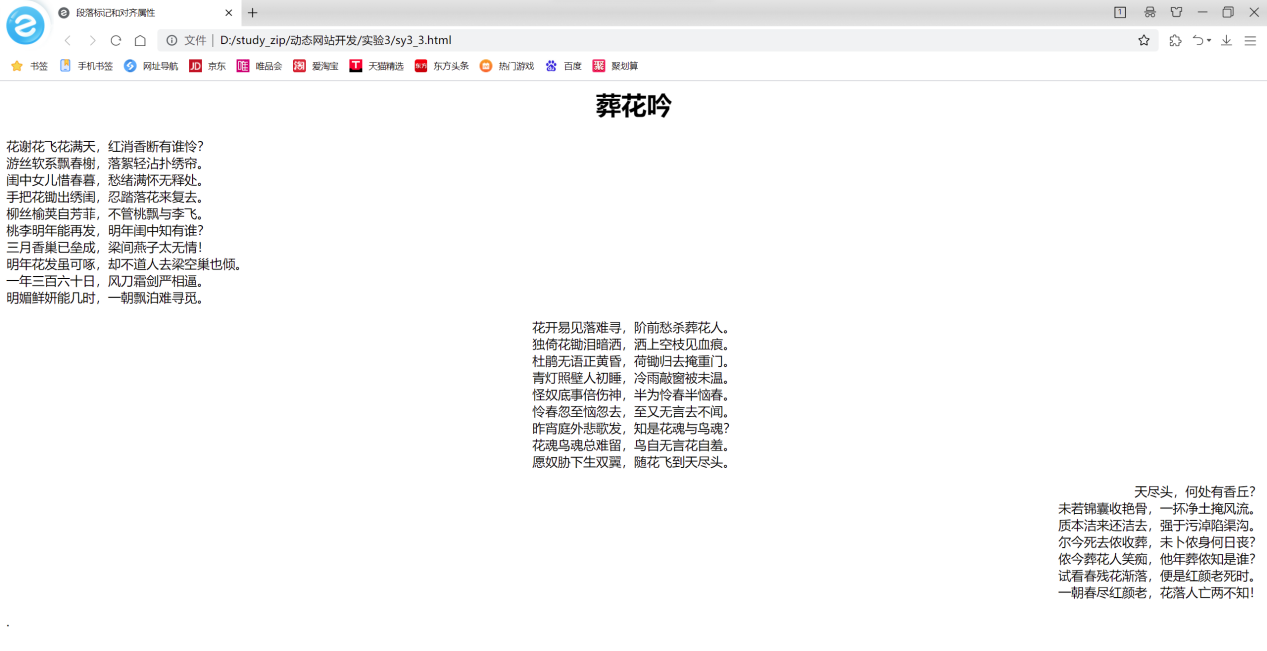 段落标记和对齐属性
文件 | D:/study_zip/动态网站开发/实验3/sy3_3.html
书签 手机书签 网址导航 JD 京东 唯 唯品会 淘 爱淘宝 T 天猫精选 东方 东方头条 热门游戏 百度 聚 聚划算
葬花吟
花谢花飞花满天，红消香断有谁怜？
游丝软系飘春榭，落絮轻沾扑绣帘。
闺中女儿惜春暮，愁绪满怀无释处。
手把花锄出绣闺，忍踏落花来复去。
柳丝榆荚自芳菲，不管桃飘与李飞。
桃李明年能再发，明年闺中知有谁？
三月香巢已垒成，梁间燕子太无情！
明年花发虽可啄，却不道人去梁空巢也倾。
一年三百六十日，风刀霜剑严相逼。
明媚鲜妍能几时，一朝飘泊难寻觅。
花开易见落难寻，阶前愁杀葬花人。
独倚花锄泪暗洒，洒上空枝见血痕。
杜鹃无语正黄昏，荷锄归去掩重门。
青灯照壁人初睡，冷雨敲窗被未温。
怪奴底事倍伤神，半为怜春半恼春。
怜春忽至恼忽去，至又无言去不闻。
昨宵庭外悲歌发，知是花魂与鸟魂？
花魂鸟魂总难留，鸟自无言花自羞。
愿奴胁下生双翼，随花飞到天尽头。
天尽头，何处有香丘？
未若锦囊收艳骨，一抔净土掩风流。
质本洁来还洁去，强于污淖陷渠沟。
尔今死去侬收葬，未卜侬身何日丧？
侬今葬花人笑痴，他年葬侬知是谁？
试看春残花渐落，便是红颜老死时。
一朝春尽红颜老，花落人亡两不知！
.